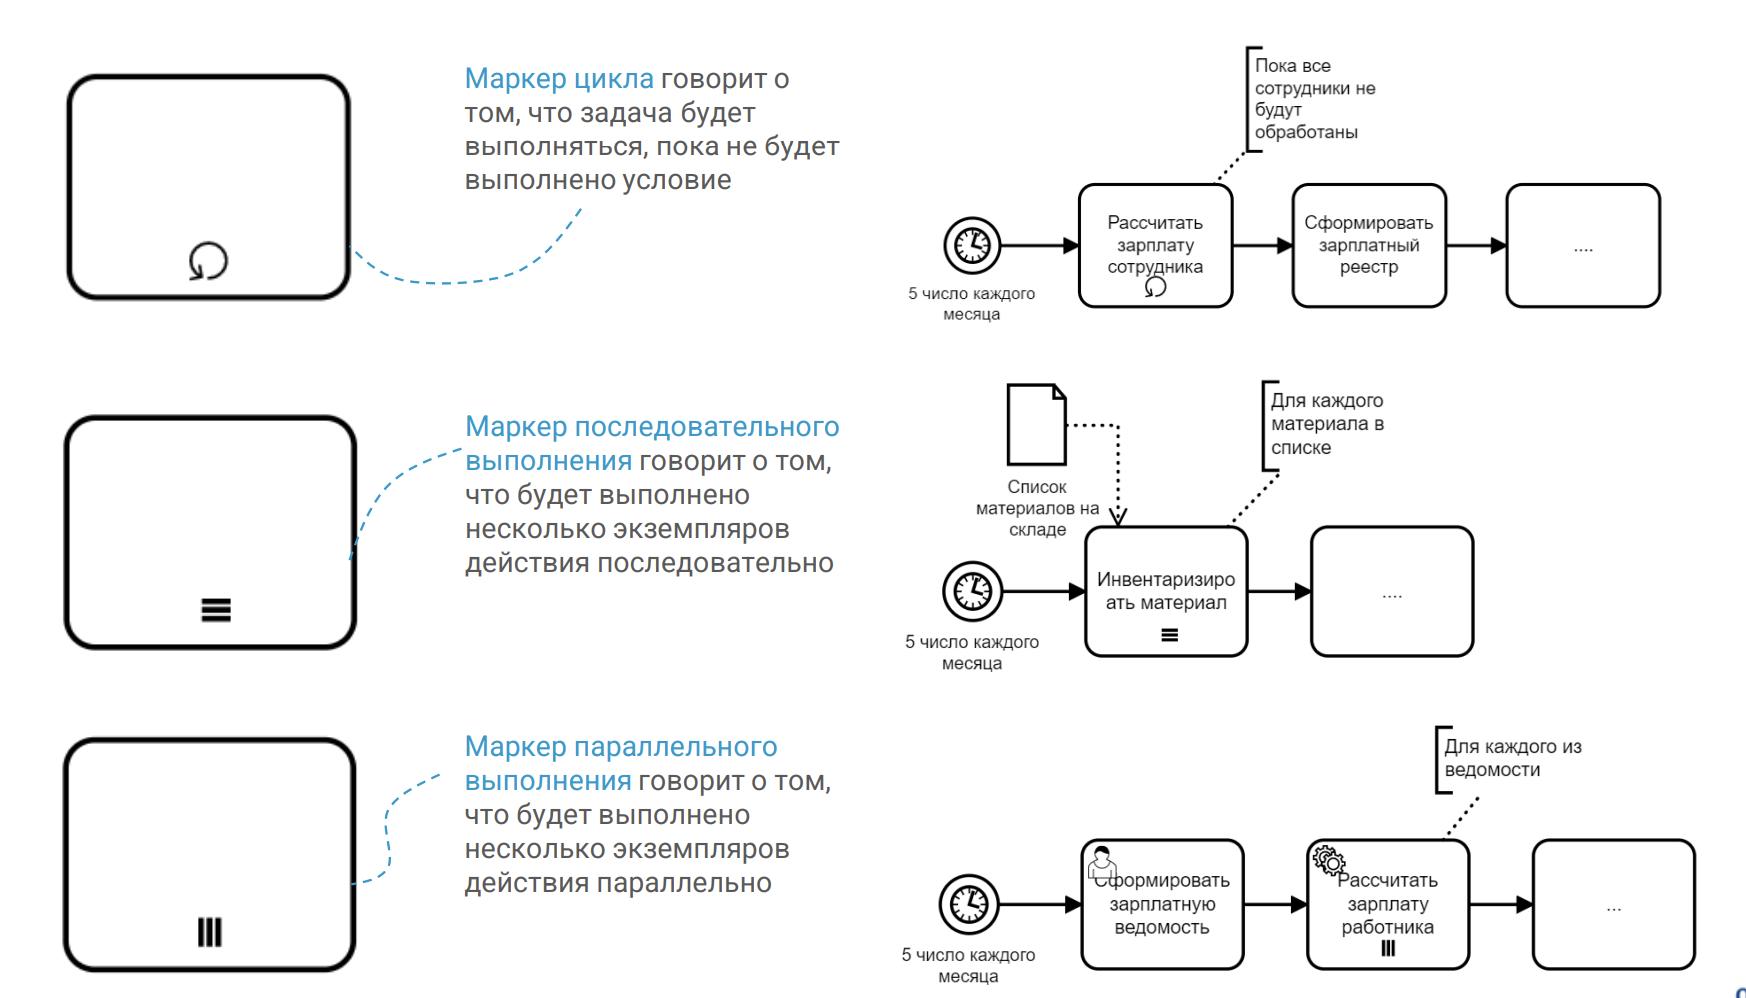 Маркер цикла говорит о
том, что задача будет
выполняться, пока не будет
выполнено условие
Пока все
сотрудники не
будут
обработаны
Рассчитать
зарплату
сотрудника
Сформировать
зарплатный
реестр
....
5 число каждого
месяца
Маркер последовательного
выполнения говорит о том,
что будет выполнено
несколько экземпляров
действия последовательно
Список
материалов на
складе
Для каждого
материала в
списке
Инвентаризиро
ать материал
....
5 число каждого
месяца
Маркер параллельного
выполнения говорит о том,
что будет выполнено
несколько экземпляров
действия параллельно
Для каждого из
ведомости
Сформировать
зарплатную
ведомость
Рассчитать
зарплату
работника
...
5 число каждого
месяца